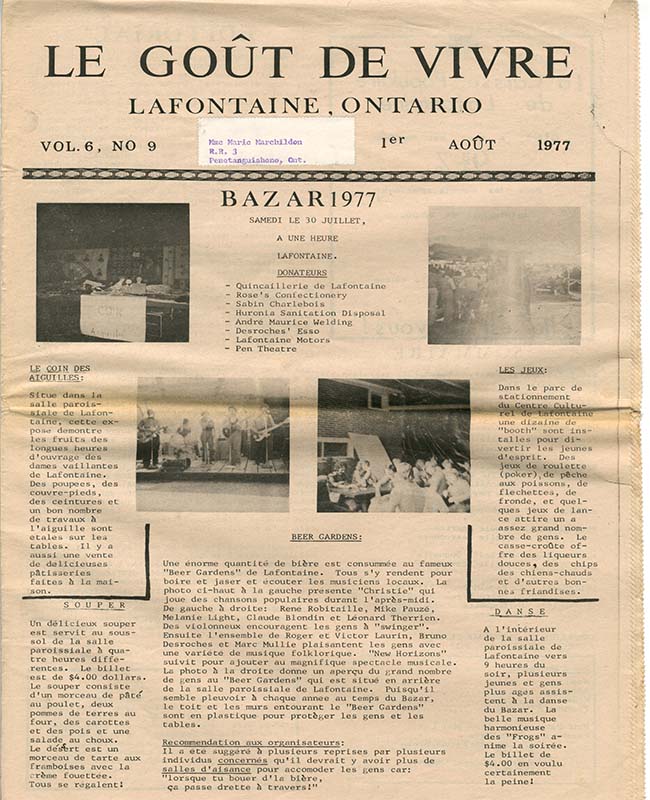 LE GOÛT DE VIVRE
LAFONTAINE, ONTARIO
VOL. 6, NO 9
Mme Marie Marchildon
R.R. 3
Penetanguishene, Ont.
1er AOÛT 1977
BAZAR 1977
SAMEDI LE 30 JUILLET,
A UNE HEURE
LAFONTAINE.
DONATEURS
- Quincaillerie de Lafontaine
- Rose's Confectionery
- Sabin Charlebois
- Huronia Sanitation Disposal
- André Maurice Welding
- Desroches' Esso
- Lafontaine Motors
- Pen Theatre
LE COIN DES
AIGUILLES:
Situe dans la
salle parois-
siale de Lafon-
taine, cette ex-
pose demontre
les fruits des
longues heures
d'ouvrage des
dames vaillantes
de Lafontaine.
Des poupees, des
couvre-pieds,
des ceintures et
un bon nombre
de travaux à
l'aiguille sont
etales sur les
tables. Il y a
aussi une vente
de delicieuses
pâtisseries
faites à la mai-
son.
SOUPER
Un délicieux souper
est servit au sous-
sol de la salle
paroissiale à qua-
tre heures diffe-
rentes. Le billet
est de $4.00 dollars.
Le souper consiste
d'un morceau de pâté
au poulet, deux
pommes de terres au
four, des carottes
et des pois et une
salade au choux.
Le désert est un
morceau de tarte aux
framboises avec la
crème fouettee.
Tous se régalent!
BEER GARDENS:
Une énorme quantité de bière est consummée au fameux
"Beer Gardens" de Lafontaine. Tous s'y rendent pour
boire et jaser et écouter les musiciens locaux. La
photo ci-haut à la gauche presente "Christie" qui
joue des chansons populaires durant l'après-midi.
De gauche à droite: Rene Robitaille, Mike Pauzé,
Melanie Light, Claude Blondin et Léonard Therrien.
Des violonneux encouragent les gens à "swinger".
Ensuite l'ensemble de Roger et Victor Laurin, Bruno
Desroches et Marc Mullie plaisantent les gens avec
une variété de musique folklorique. "New Horizons"
suivit pour ajouter au magnifique spectacle musicale.
La photo à la droite donne un aperçu du grand nombre
de gens au "Beer Gardens" qui est situé en arrière
de la salle paroissiale de Lafontaine. Puisqu'il
semble pleuvoir à chaque année au temps du Bazar,
le toit et les murs entourant le "Beer Gardens"
sont en plastique pour protèger les gens et les
tables.
Recommendation aux organisateurs:
Il a été suggéré à plusieurs reprises par plusieurs
individus concernés qu'il devrait y avoir plus de
salles d'aisance pour accomoder les gens car:
"lorsque tu bouer d'la bière,
ça passe drette à travers!"
LES JEUX:
Dans le parc de
stationnement
du Centre Cultu-
rel de Lafontaine
une dizaine de
"booth" sont ins-
tallés pour di-
vertir les jeunes
d'esprit. Des
jeux de roulette
(poker), de pêche
aux poissons, de
flechettes, de
fronde, et quel-
ques jeux de lan-
ce attire un a
assez grand nom-
bre de gens. Le
casse-croûte of-
fre des liqueurs
douces, des chips
des chiens-chauds
et d'autres bon-
nes friandises.
DANSE
A l'intérieur
de la salle
paroissiale de
Lafontaine vers
9 heures du
soir, plusieurs
jeunes et gens
plus ages assis-
tent à la danse
du Bazar. La
belle musique
harmonieuse
des "Frogs" a-
nime la soirée.
Le billet de
$4.00 en voulu
certainement
la peine!